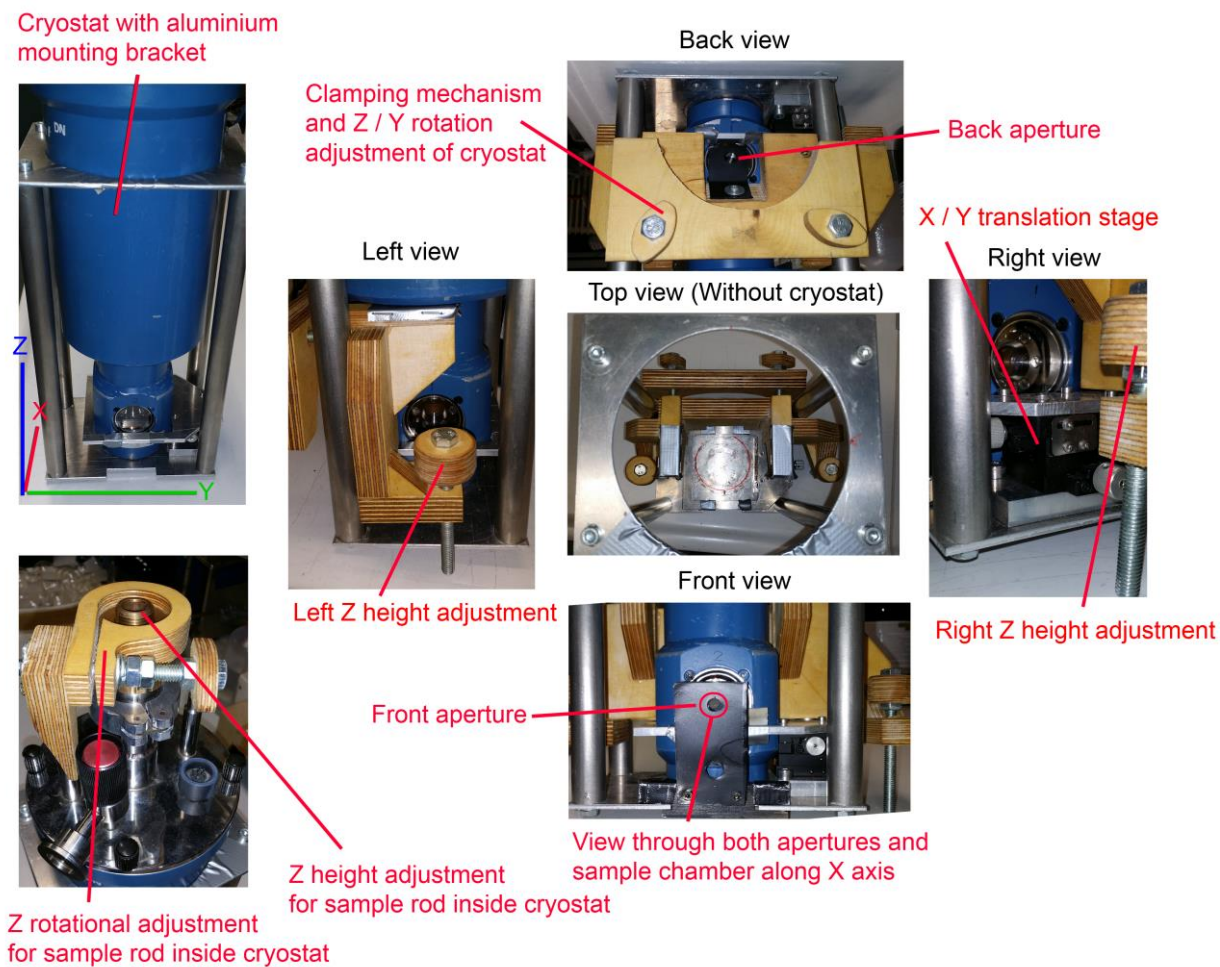 Cryostat with aluminium
mounting bracket
Back view
Clamping mechanism
and Z / Y rotation
adjustment of cryostat
Back aperture
X / Y translation stage
Left view
Right view
Top view (Without cryostat)
DN
Z
X
Y
Left Z height adjustment
Front view
Right Z height adjustment
2
Front aperture
View through both apertures and
sample chamber along X axis
Z height adjustment
for sample rod inside cryostat
Z rotational adjustment
for sample rod inside cryostat